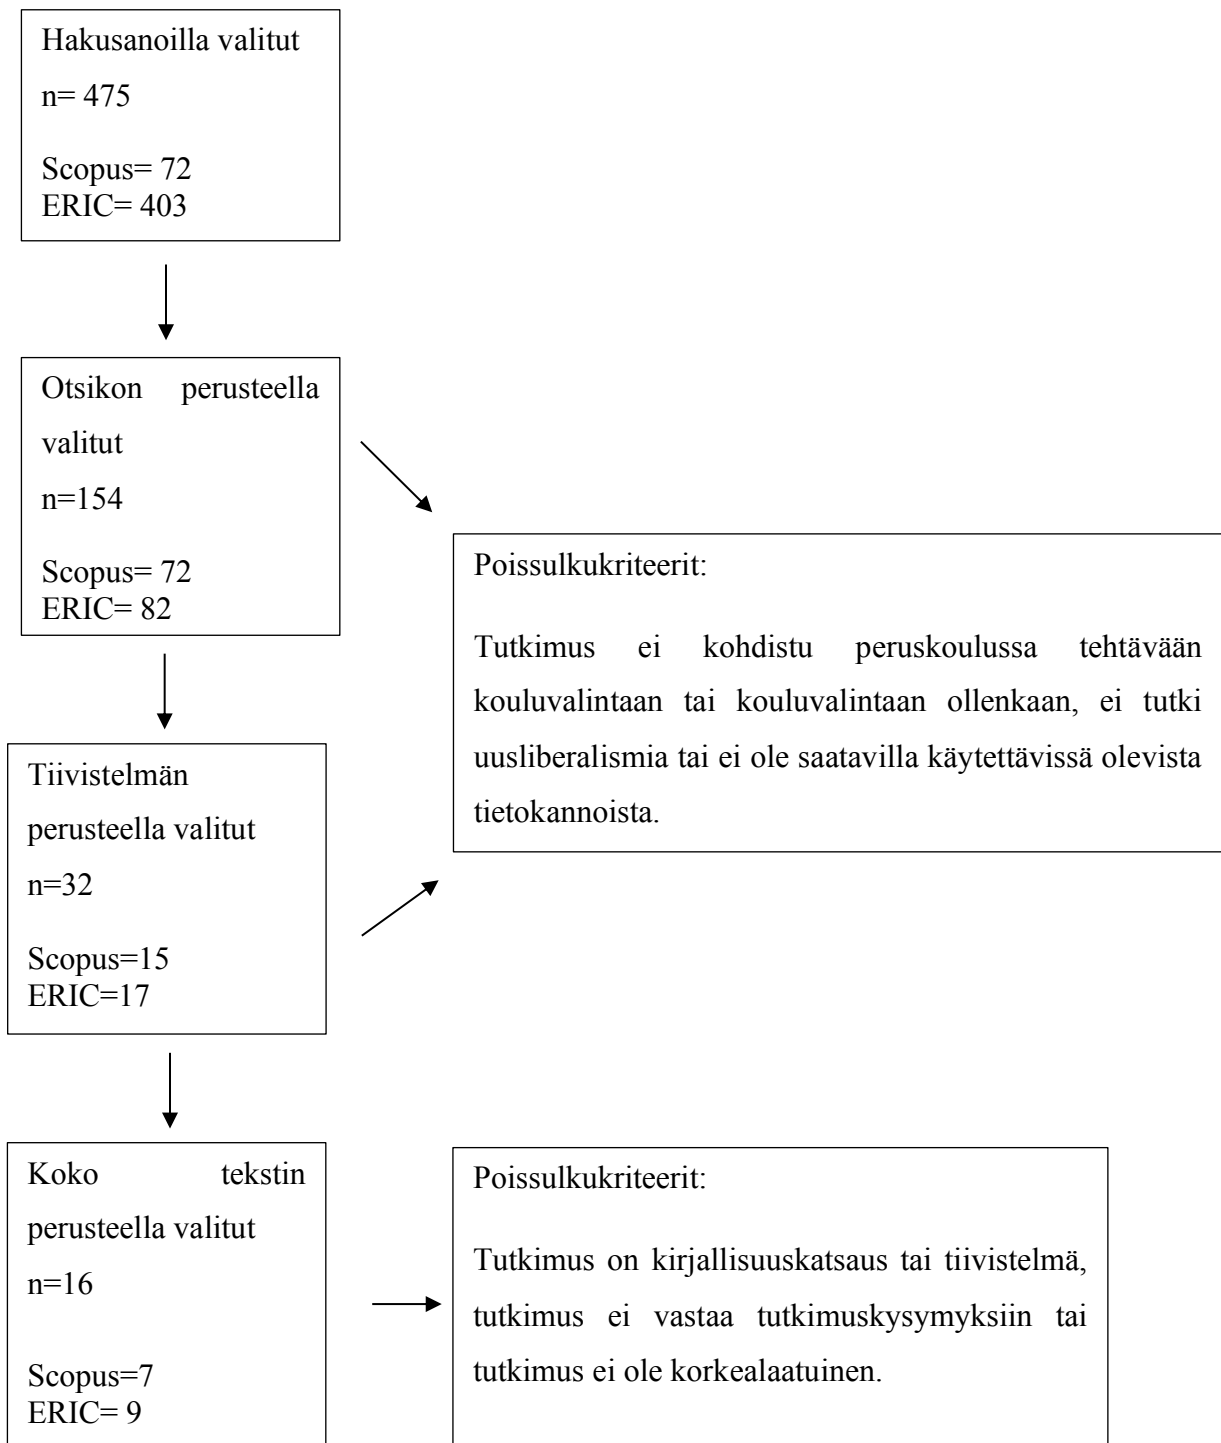 Hakusanoilla valitut
n= 475
Scopus= 72
ERIC= 403
Otsikon perusteella
valitut
n=154
Scopus= 72
ERIC= 82
Poissulkukriteerit:
Tutkimus ei kohdistu peruskoulussa tehtävään
kouluvalintaan tai kouluvalintaan ollenkaan, ei tutki
uusliberalismia tai ei ole saatavilla käytettävissä olevista
tietokannoista.
Tiivistelmän
perusteella valitut
n=32
Scopus=15
ERIC=17
Koko tekstin
perusteella valitut
n=16
Scopus=7
ERIC= 9
Poissulkukriteerit:
Tutkimus on kirjallisuuskatsaus tai tiivistelmä,
tutkimus ei vastaa tutkimuskysymyksiin tai
tutkimus ei ole korkealaatuinen.